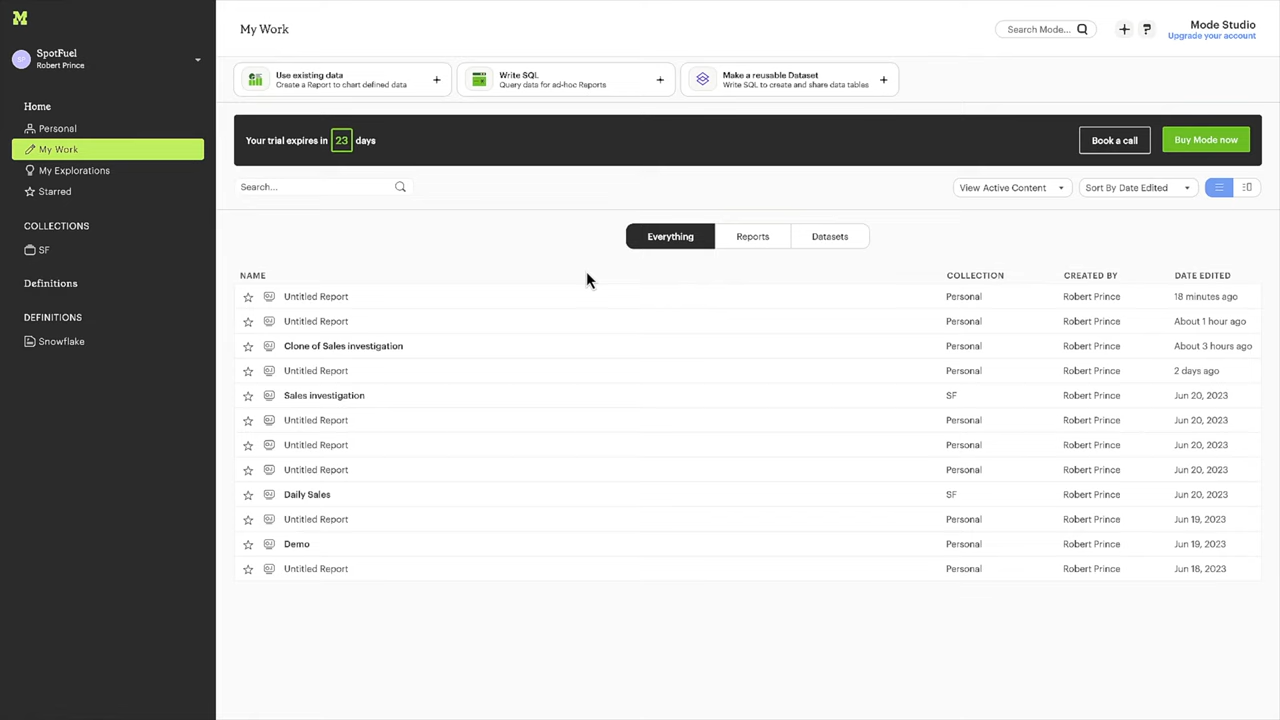 M
SpotFuel
SP
Robert Prince
Home
Personal
My Work
My Explorations
Starred
COLLECTIONS
SF
Definitions
DEFINITIONS
Snowflake
My Work
Search Mode...
Mode Studio
Upgrade your account
Use existing data
Create a Report to chart defined data
Write SQL
Query data for ad-hoc Reports
Make a reusable Dataset
Write SQL to create and share data tables
Your trial expires in 23 days
Book a call
Buy Mode now
Search...
View Active Content
Sort By Date Edited
Everything
Reports
Datasets
NAME COLLECTION CREATED BY DATE EDITED
Untitled Report Personal Robert Prince 18 minutes ago
Untitled Report Personal Robert Prince About 1 hour ago
Clone of Sales investigation Personal Robert Prince About 3 hours ago
Untitled Report Personal Robert Prince 2 days ago
Sales investigation SF Robert Prince Jun 20, 2023
Untitled Report Personal Robert Prince Jun 20, 2023
Untitled Report Personal Robert Prince Jun 20, 2023
Untitled Report Personal Robert Prince Jun 20, 2023
Daily Sales SF Robert Prince Jun 20, 2023
Untitled Report Personal Robert Prince Jun 19, 2023
Demo Personal Robert Prince Jun 19, 2023
Untitled Report Personal Robert Prince Jun 18, 2023